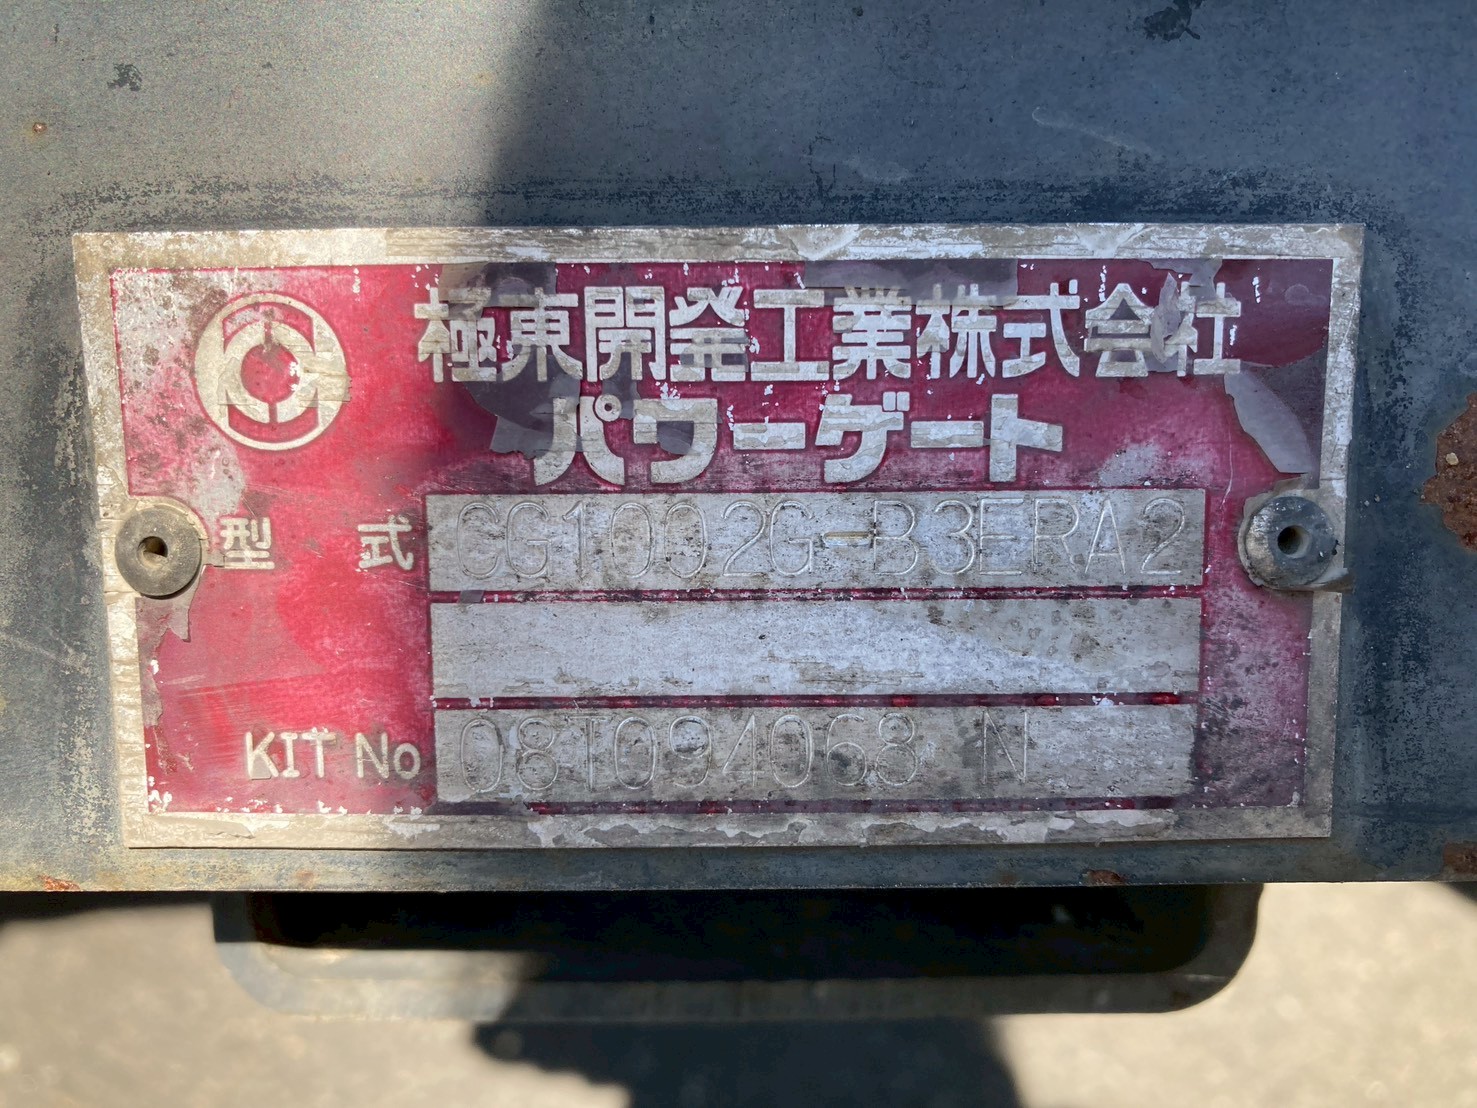 極東開発工業株式会社
パワーゲート
型式 CG1002G-B3ERA2
KIT No 08T094068 N